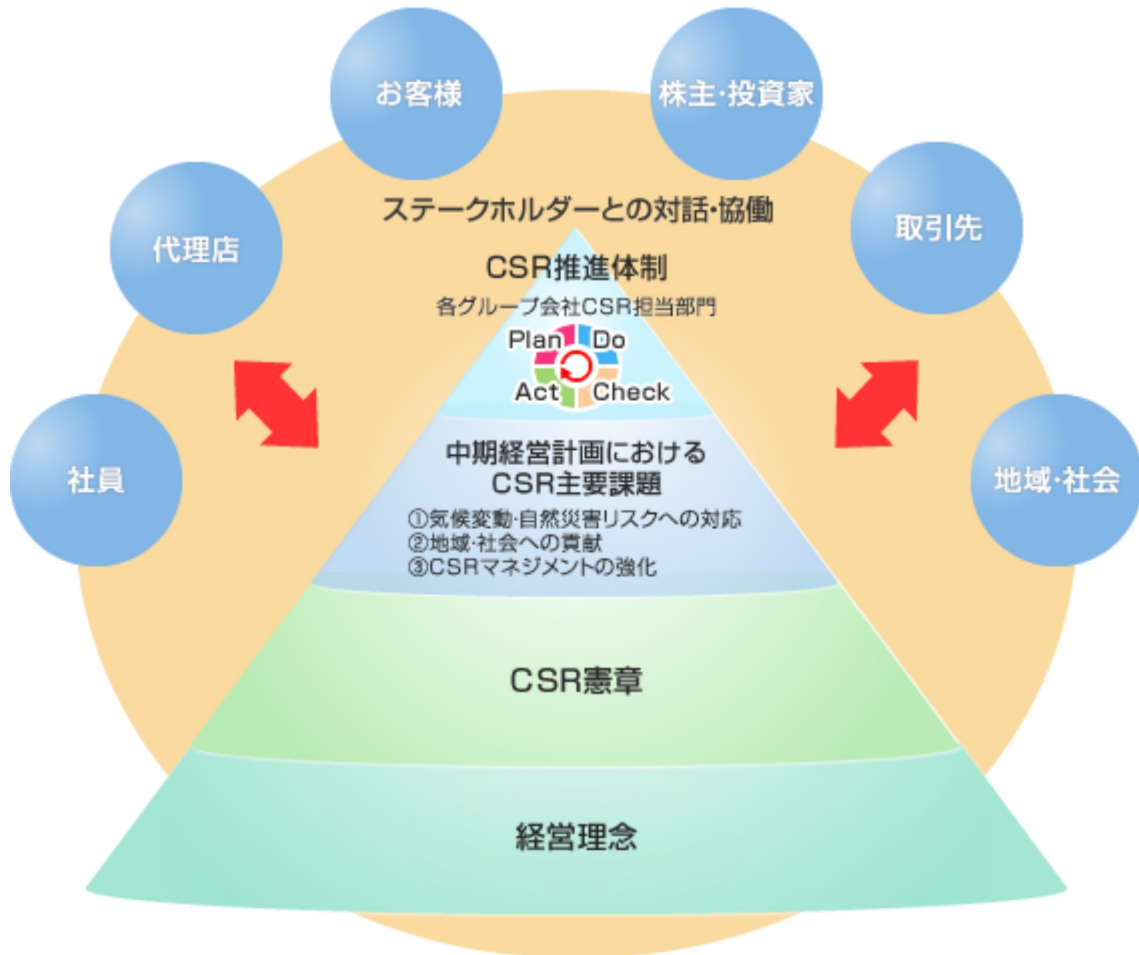 お客様
株主・投資家
代理店
取引先
社員
地域・社会
ステークホルダーとの対話・協働
CSR推進体制
各グループ会社CSR担当部門
Plan Do
Act Check
中期経営計画における
CSR主要課題
①気候変動・自然災害リスクへの対応
②地域・社会への貢献
③CSRマネジメントの強化
CSR憲章
経営理念